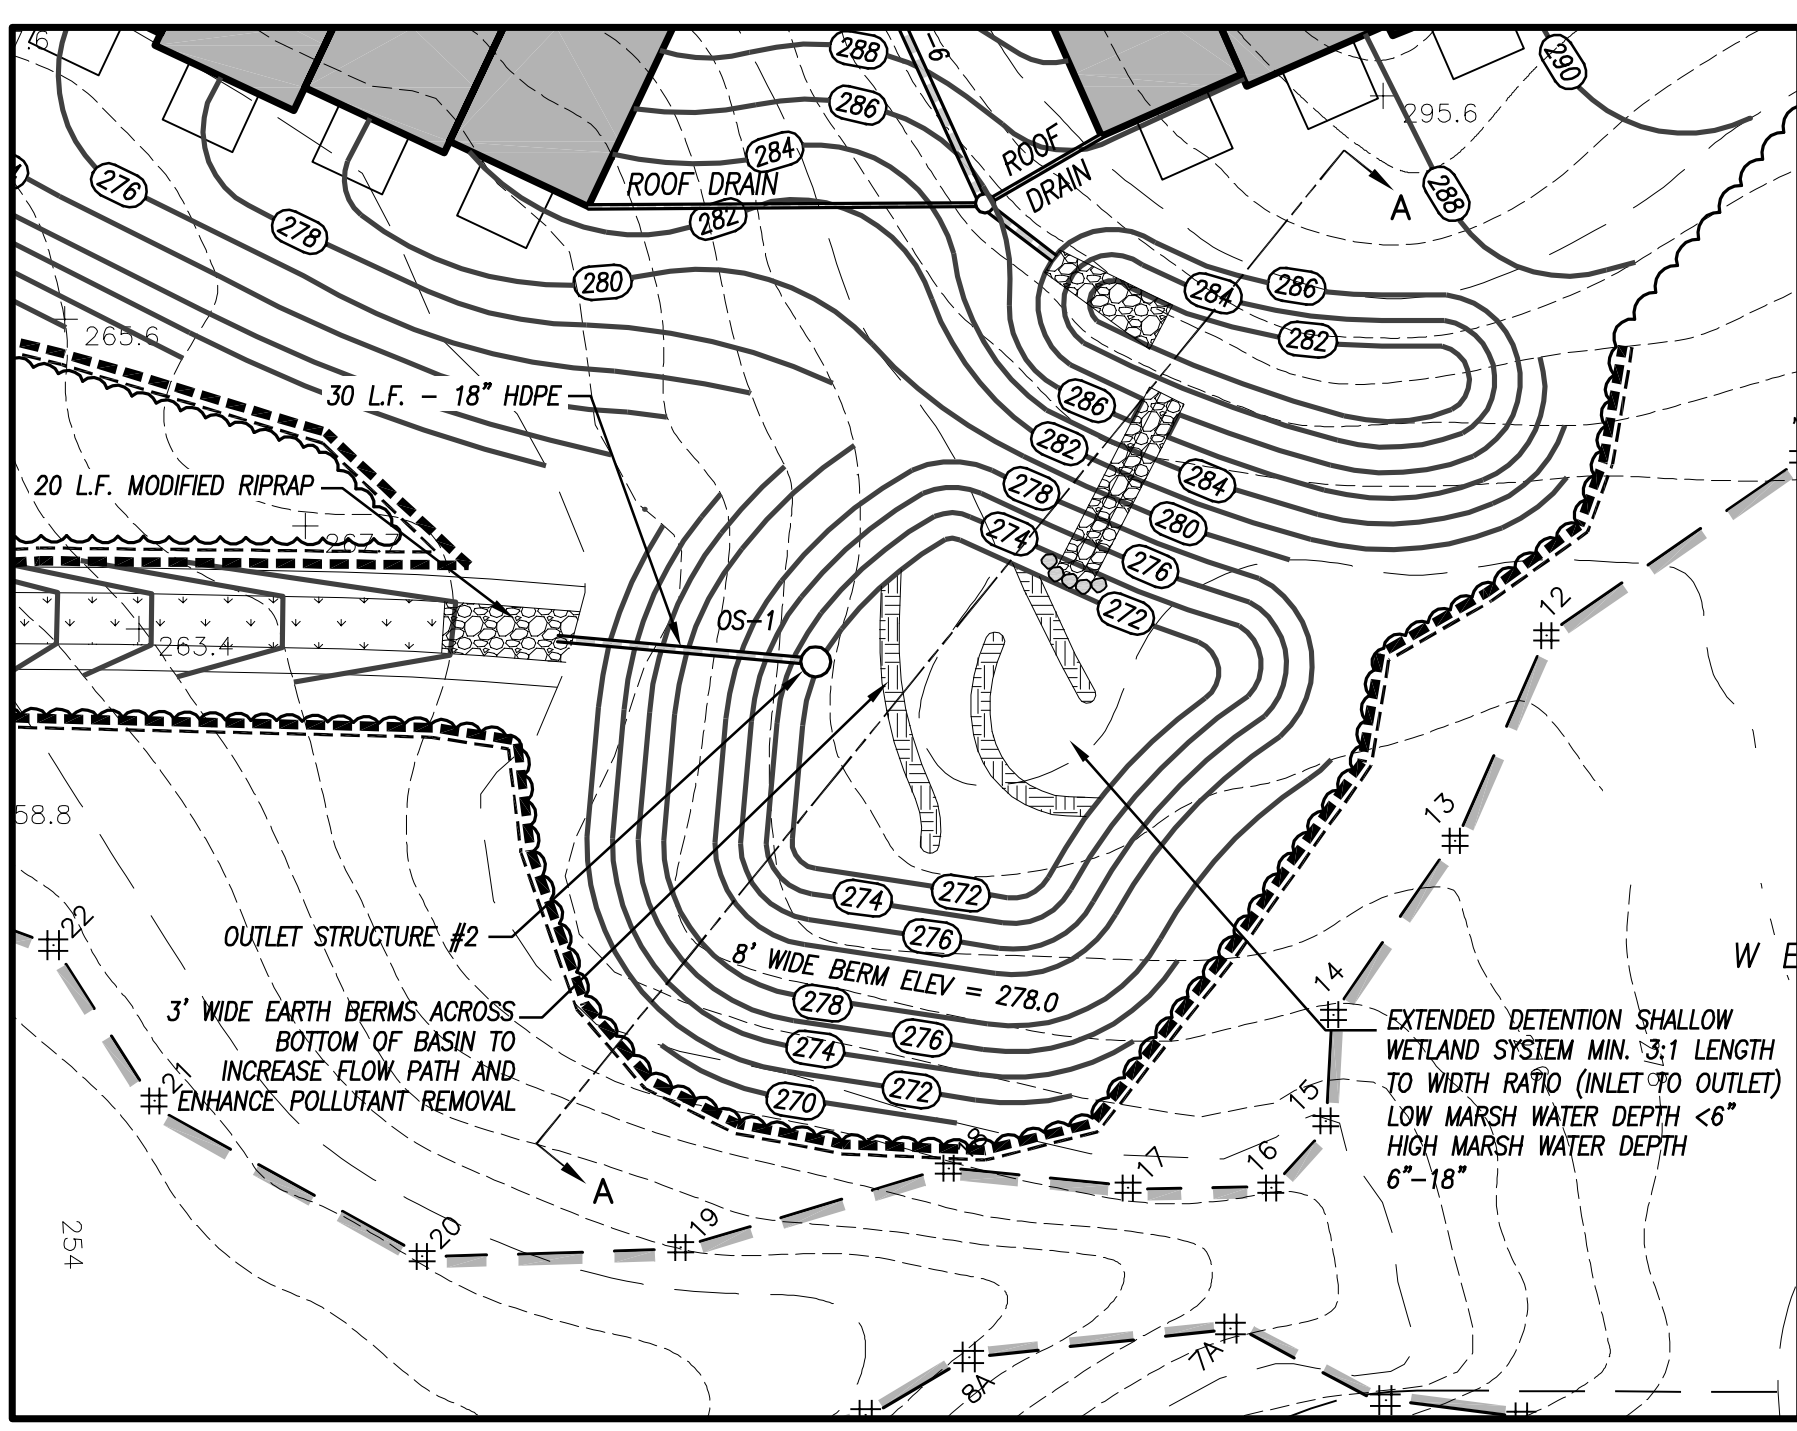 288
-6
290
286
295.6
284
ROOF
DRAIN
ROOF DRAIN
276
288
A
282
278
280
284
286
282
265.6
30 L.F. - 18" HDPE
286
282
20 L.F. MODIFIED RIPRAP
278
284
280
274
276
267.7
272
12
OS-1
263.4
13
58.8
274
272
22
OUTLET STRUCTURE #2
276
W E
8' WIDE BERM ELEV = 278.0
14
278
3' WIDE EARTH BERMS ACROSS
BOTTOM OF BASIN TO
INCREASE FLOW PATH AND
ENHANCE POLLUTANT REMOVAL
EXTENDED DETENTION SHALLOW
WETLAND SYSTEM MIN. 3:1 LENGTH
TO WIDTH RATIO (INLET TO OUTLET)
LOW MARSH WATER DEPTH <6"
HIGH MARSH WATER DEPTH
6"-18"
276
274
21
272
270
15
18
17
16
A
19
20
254
7A
8A